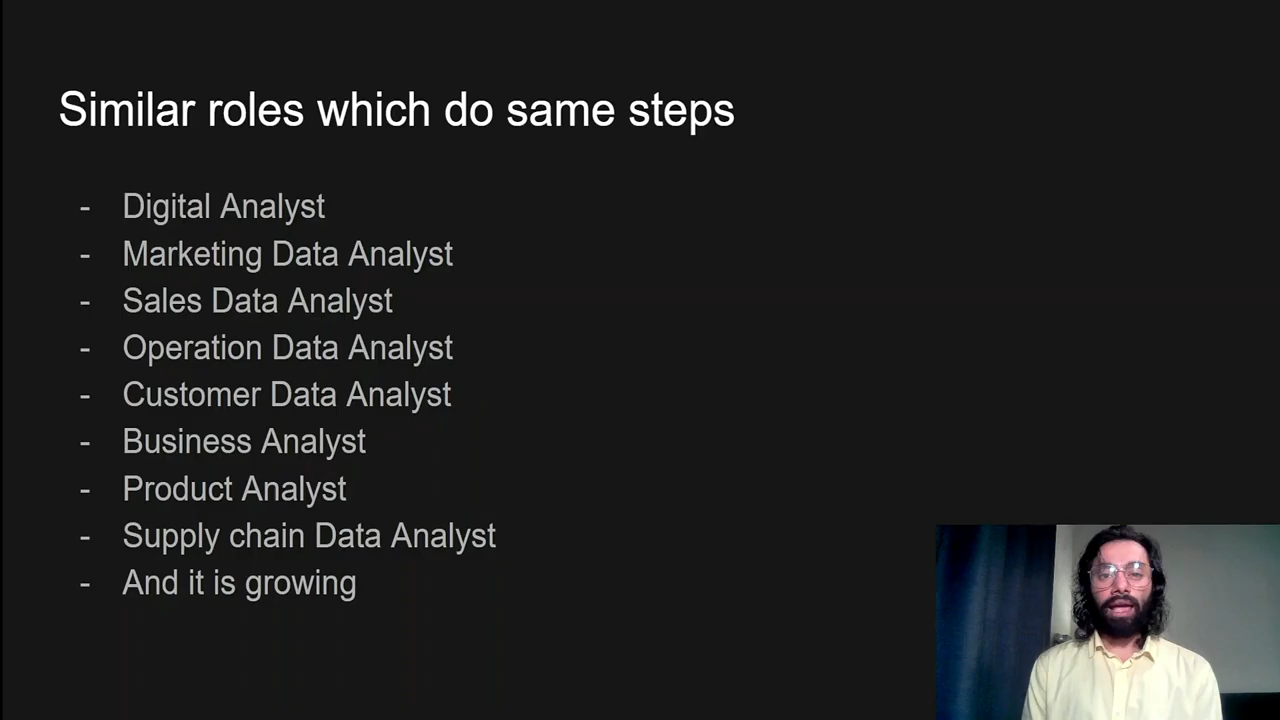 Similar roles which do same steps
- Digital Analyst
- Marketing Data Analyst
- Sales Data Analyst
- Operation Data Analyst
- Customer Data Analyst
- Business Analyst
- Product Analyst
- Supply chain Data Analyst
- And it is growing